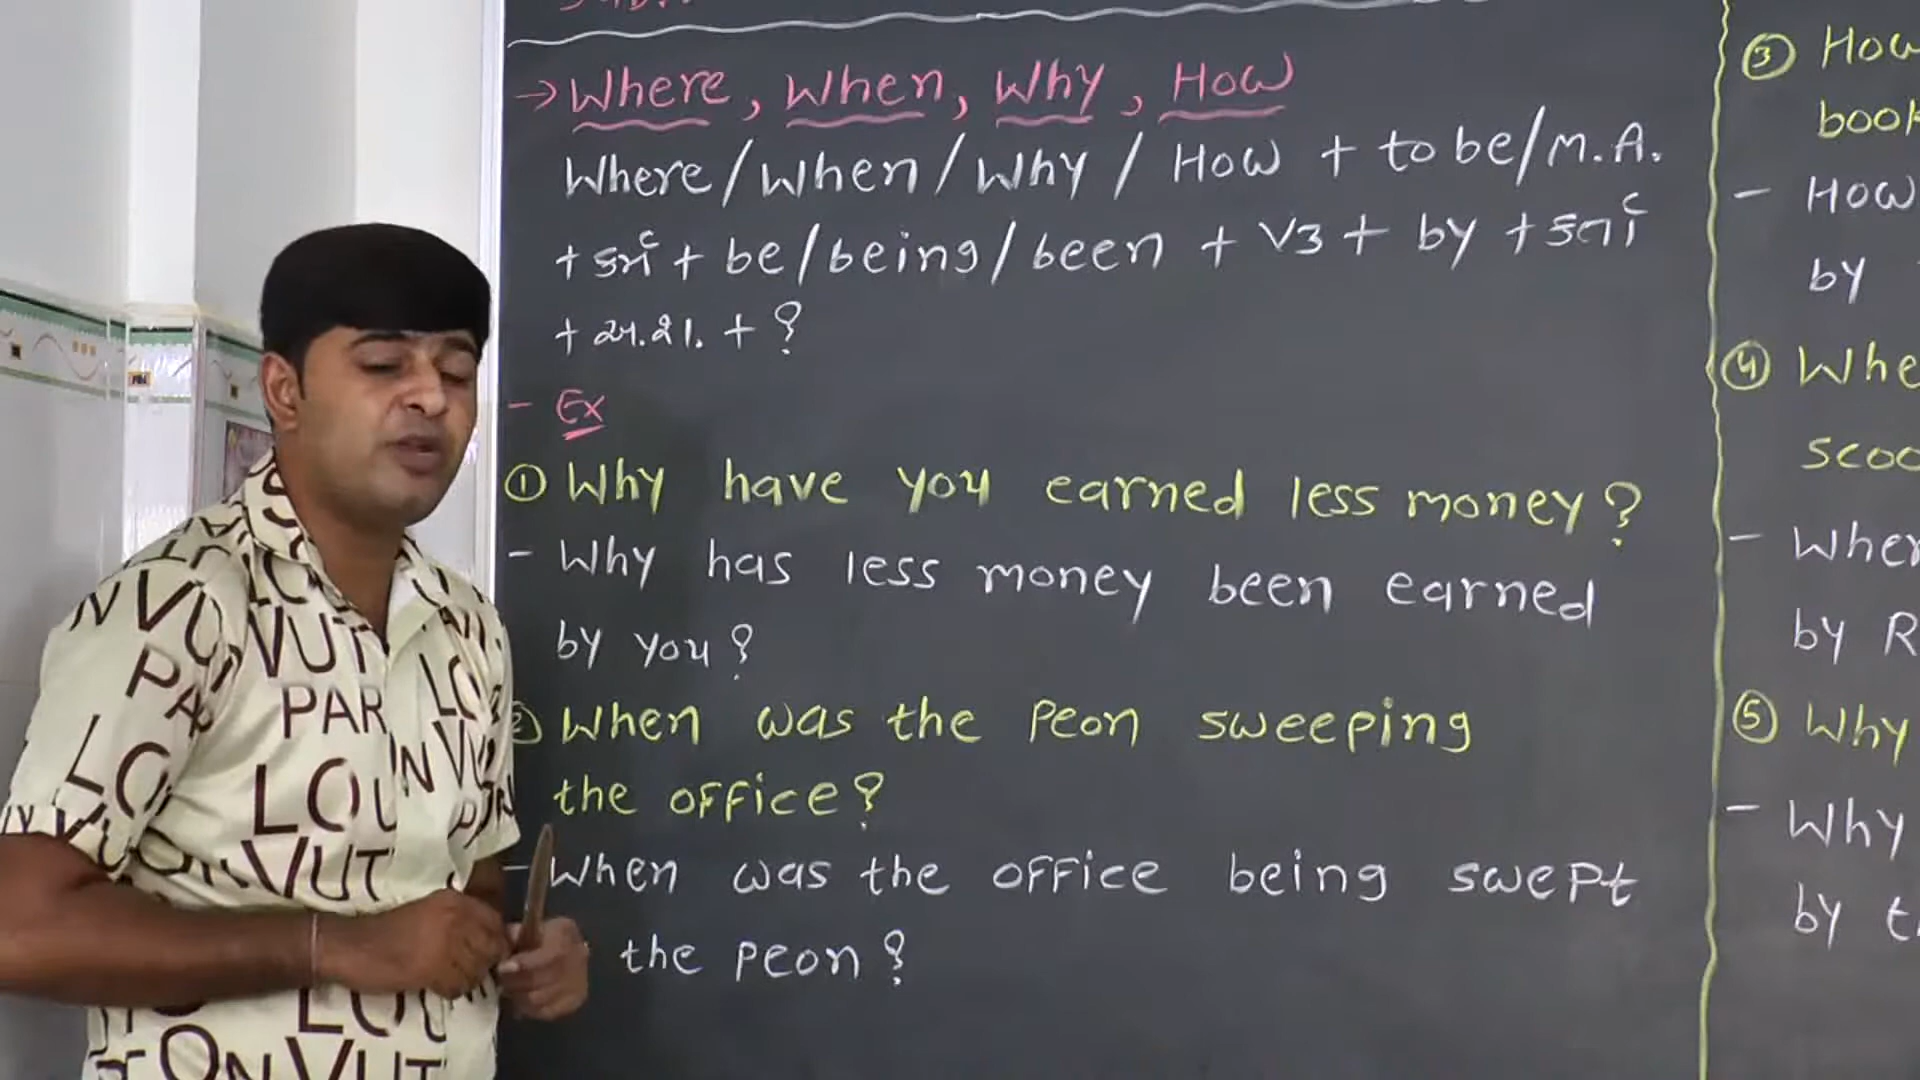 → Where, When, Why, How
Where / When / Why / How + to be/M.A.
+ કર્મ + be/being/been + V3 + by + કર્તા
+ અ.શ. + ?
- Ex
① Why have you earned less money?
- Why has less money been earned
by you?
② When was the peon sweeping
the office?
- When was the office being swept
the peon?
③ How
book
- How
by
④ Whe
scoo
- Wher
by R
⑤ Why
- Why
by t